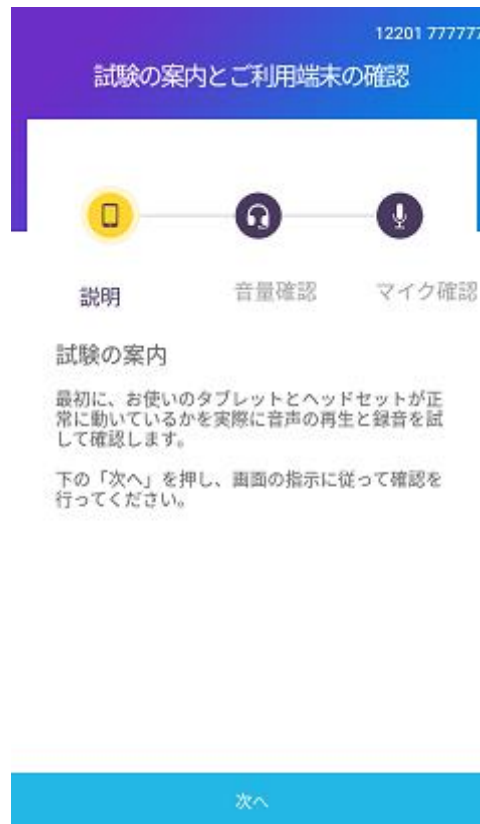 12201 777777
試験の案内とご利用端末の確認
説明
音量確認
マイク確認
試験の案内
最初に、お使いのタブレットとヘッドセットが正
常に動いているかを実際に音声の再生と録音を試
して確認します。
下の「次へ」を押し、画面の指示に従って確認を
行ってください。
次へ